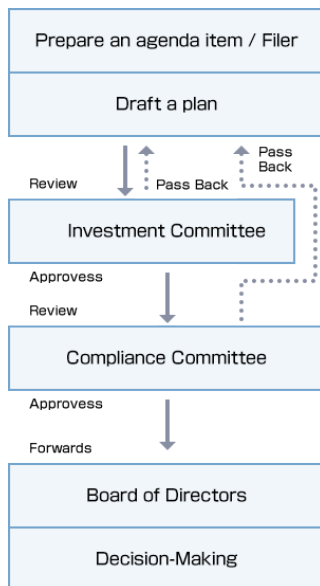 Prepare an agenda item / Filer
Draft a plan
Pass
Back
Review
Pass Back
Investment Committee
Approvess
Review
Compliance Committee
Approvess
Forwards
Board of Directors
Decision-Making